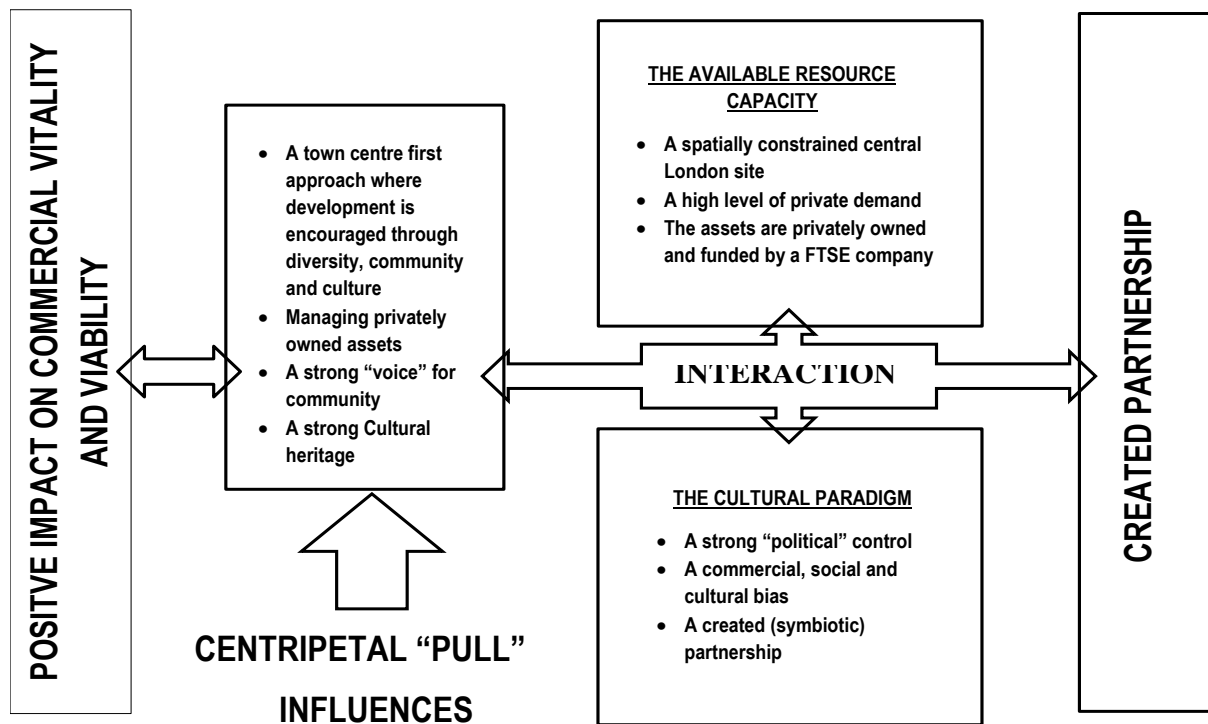 POSITVE IMPACT ON COMMERCIAL VITALITY
AND VIABILITY
• A town centre first
approach where
development is
encouraged through
diversity, community
and culture
• Managing privately
owned assets
• A strong “voice” for
community
• A strong Cultural
heritage
CENTRIPETAL “PULL”
INFLUENCES
THE AVAILABLE RESOURCE
CAPACITY
• A spatially constrained central
London site
• A high level of private demand
• The assets are privately owned
and funded by a FTSE company
INTERACTION
THE CULTURAL PARADIGM
• A strong “political” control
• A commercial, social and
cultural bias
• A created (symbiotic)
partnership
CREATED PARTNERSHIP